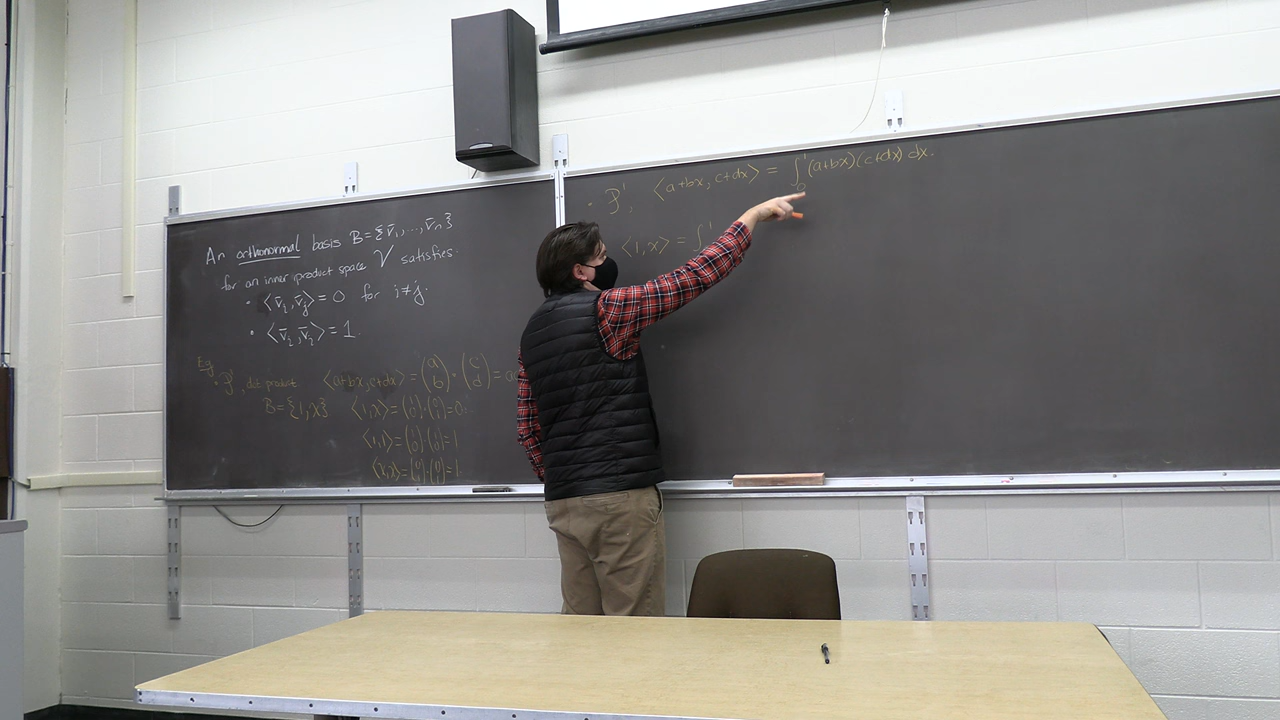 An orthonormal basis B={v̄₁,...,v̄ₙ}
for an inner product space V satisfies
• ⟨v̄ᵢ,v̄ⱼ⟩=0 for i≠j.
• ⟨v̄ᵢ,v̄ᵢ⟩=1.
Eg.
• P¹, dot product ⟨a+bx,c+dx⟩=(a b)·(c d)=
B={1,x} ⟨1,x⟩=(1 0)·(0 1)=0.
⟨1,1⟩=(1 0)·(1 0)=1
⟨x,x⟩=(0 1)·(0 1)=1.
• P¹, ⟨a+bx,c+dx⟩ = ∫₀¹(a+bx)(c+dx) dx.
⟨1,x⟩ = ∫¹